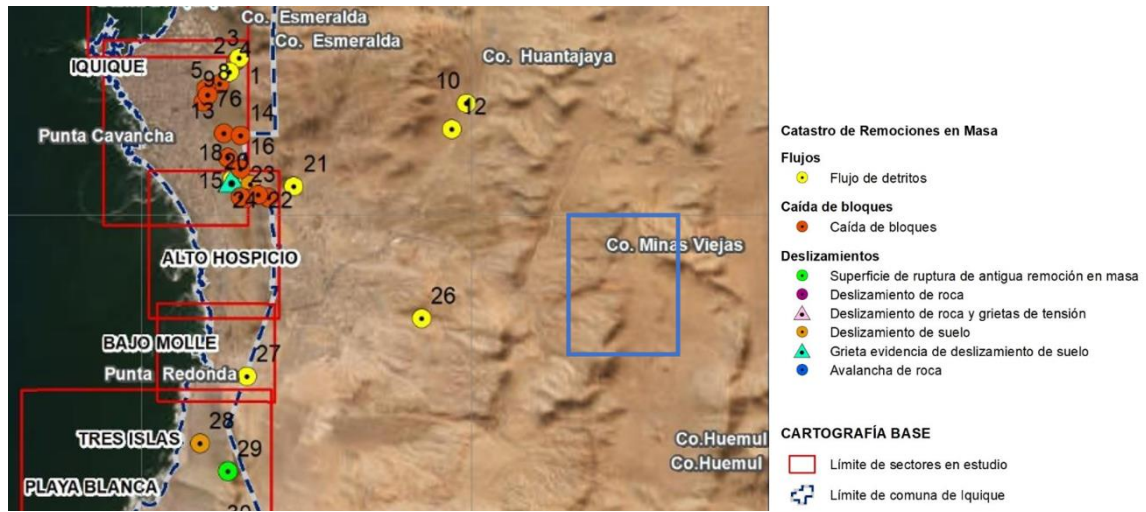 Co. Esmeralda
Co. Esmeralda
3
2
4
Co. Huantajaya
IQUIQUE
5
8
1
9
10
76
12
13
14
Punta Cavancha
16
18
20
21
15
23
24
22
Co. Minas Viejas
ALTO HOSPICIO
26
BAJO MOLLE
27
Punta Redonda
28
TRES ISLAS
29
Co.Huemul
Co.Huemul
PLAYA BLANCA
30
Catastro de Remociones en Masa
Flujos
Flujo de detritos
Caída de bloques
Caída de bloques
Deslizamientos
Superficie de ruptura de antigua remoción en masa
Deslizamiento de roca
Deslizamiento de roca y grietas de tensión
Deslizamiento de suelo
Grieta evidencia de deslizamiento de suelo
Avalancha de roca
CARTOGRAFÍA BASE
Límite de sectores en estudio
Límite de comuna de Iquique